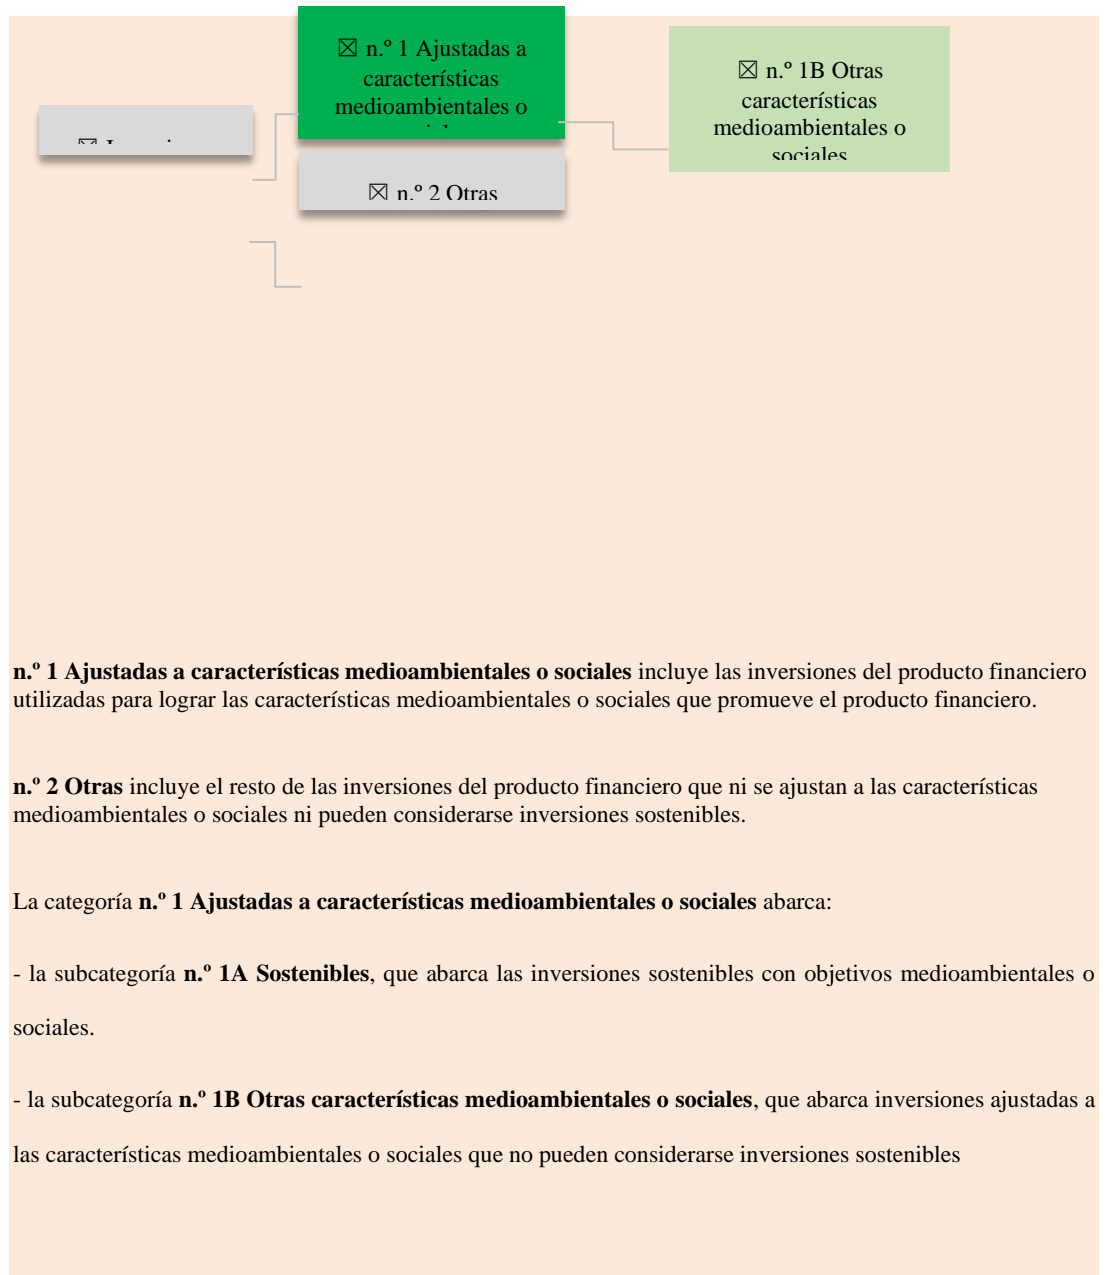 ☒ n.º 1 Ajustadas a
características
medioambientales o
☒ n.º 1B Otras
características
medioambientales o
sociales
☒
☒ n.º 2 Otras
n.º 1 Ajustadas a características medioambientales o sociales incluye las inversiones del producto financiero
utilizadas para lograr las características medioambientales o sociales que promueve el producto financiero.
n.º 2 Otras incluye el resto de las inversiones del producto financiero que ni se ajustan a las características
medioambientales o sociales ni pueden considerarse inversiones sostenibles.
La categoría n.º 1 Ajustadas a características medioambientales o sociales abarca:
- la subcategoría n.º 1A Sostenibles, que abarca las inversiones sostenibles con objetivos medioambientales o
sociales.
- la subcategoría n.º 1B Otras características medioambientales o sociales, que abarca inversiones ajustadas a
las características medioambientales o sociales que no pueden considerarse inversiones sostenibles